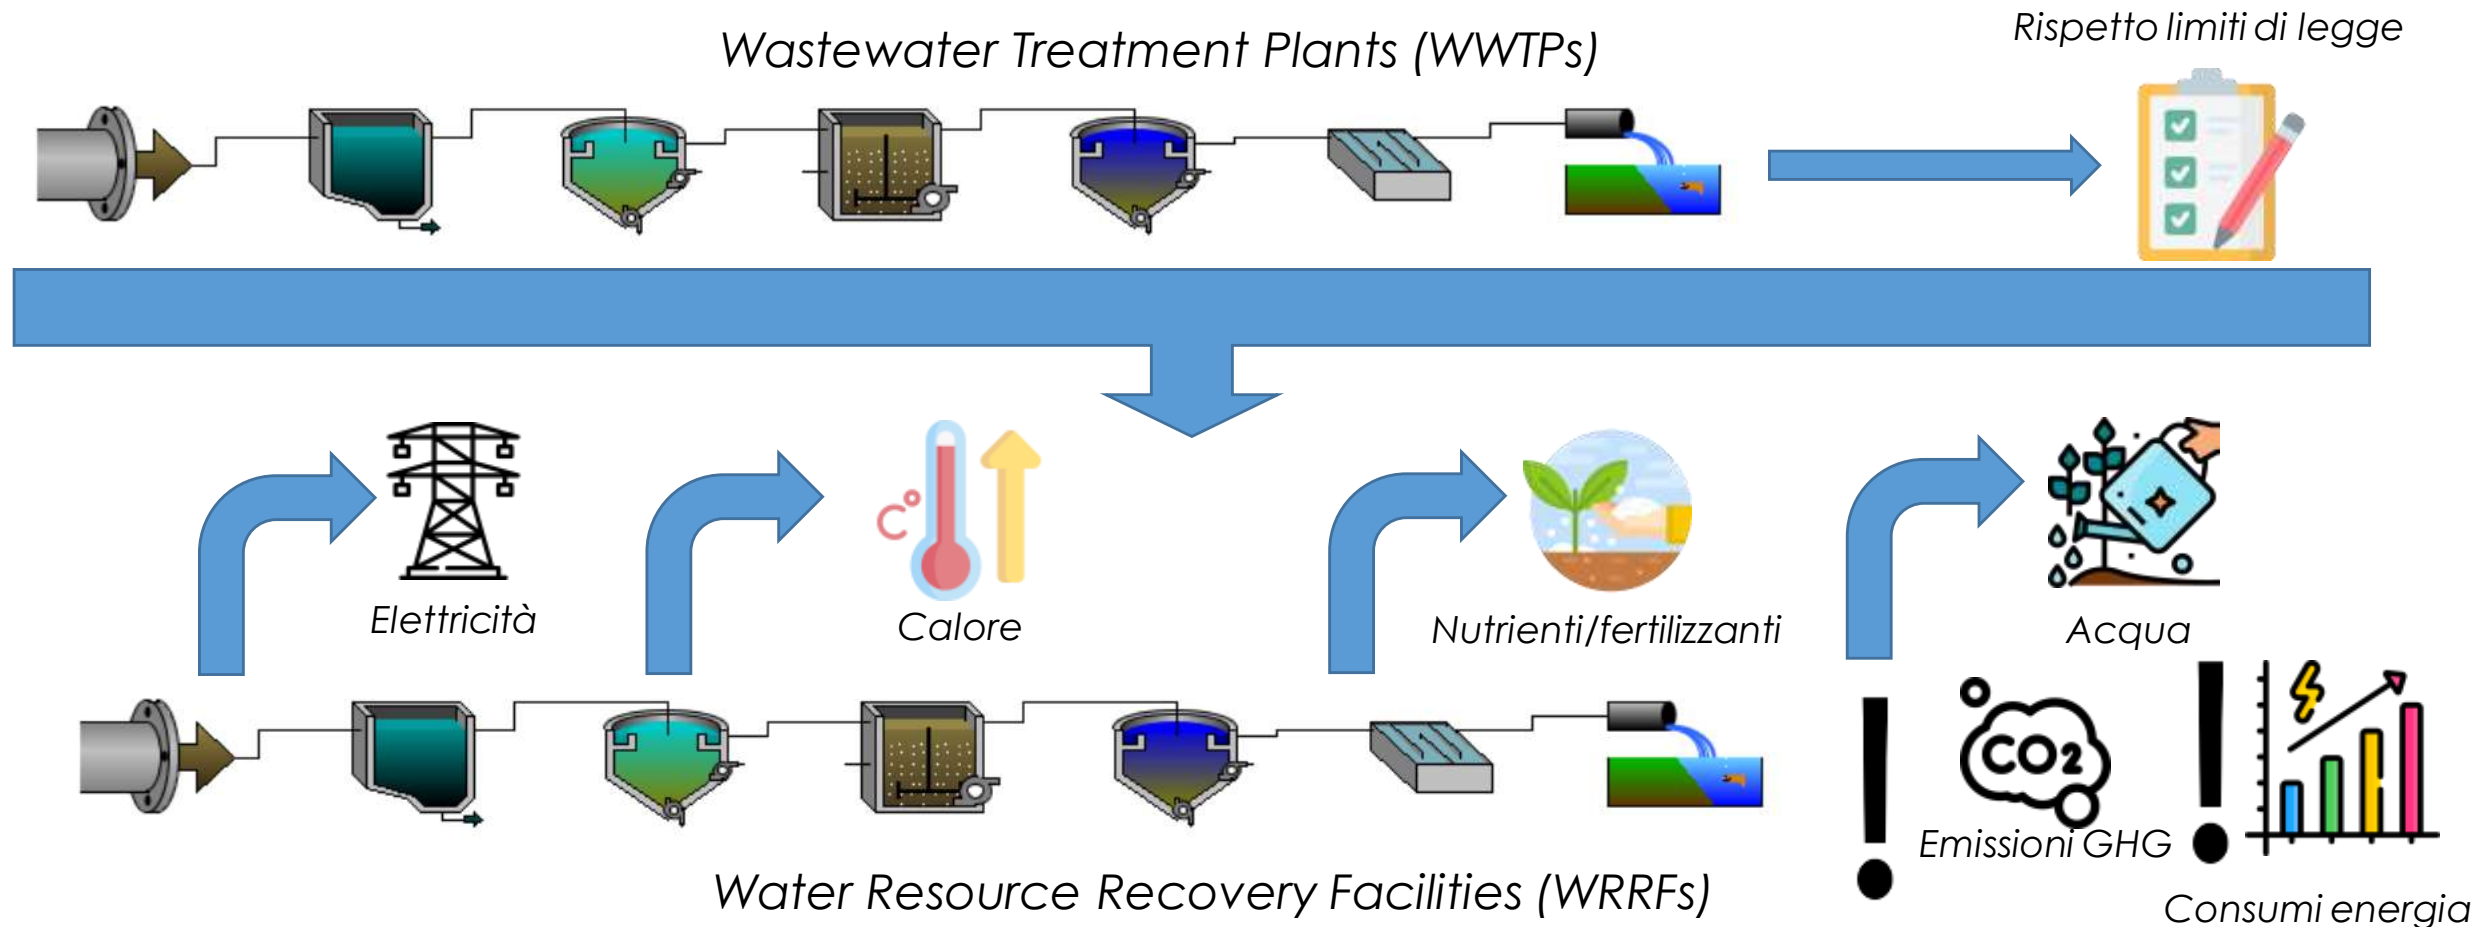 Rispetto limiti di legge
Wastewater Treatment Plants (WWTPs)
Elettricità
C°
Calore
Nutrienti/fertilizzanti
Acqua
CO2
Emissioni GHG
Water Resource Recovery Facilities (WRRFs)
Consumi energia